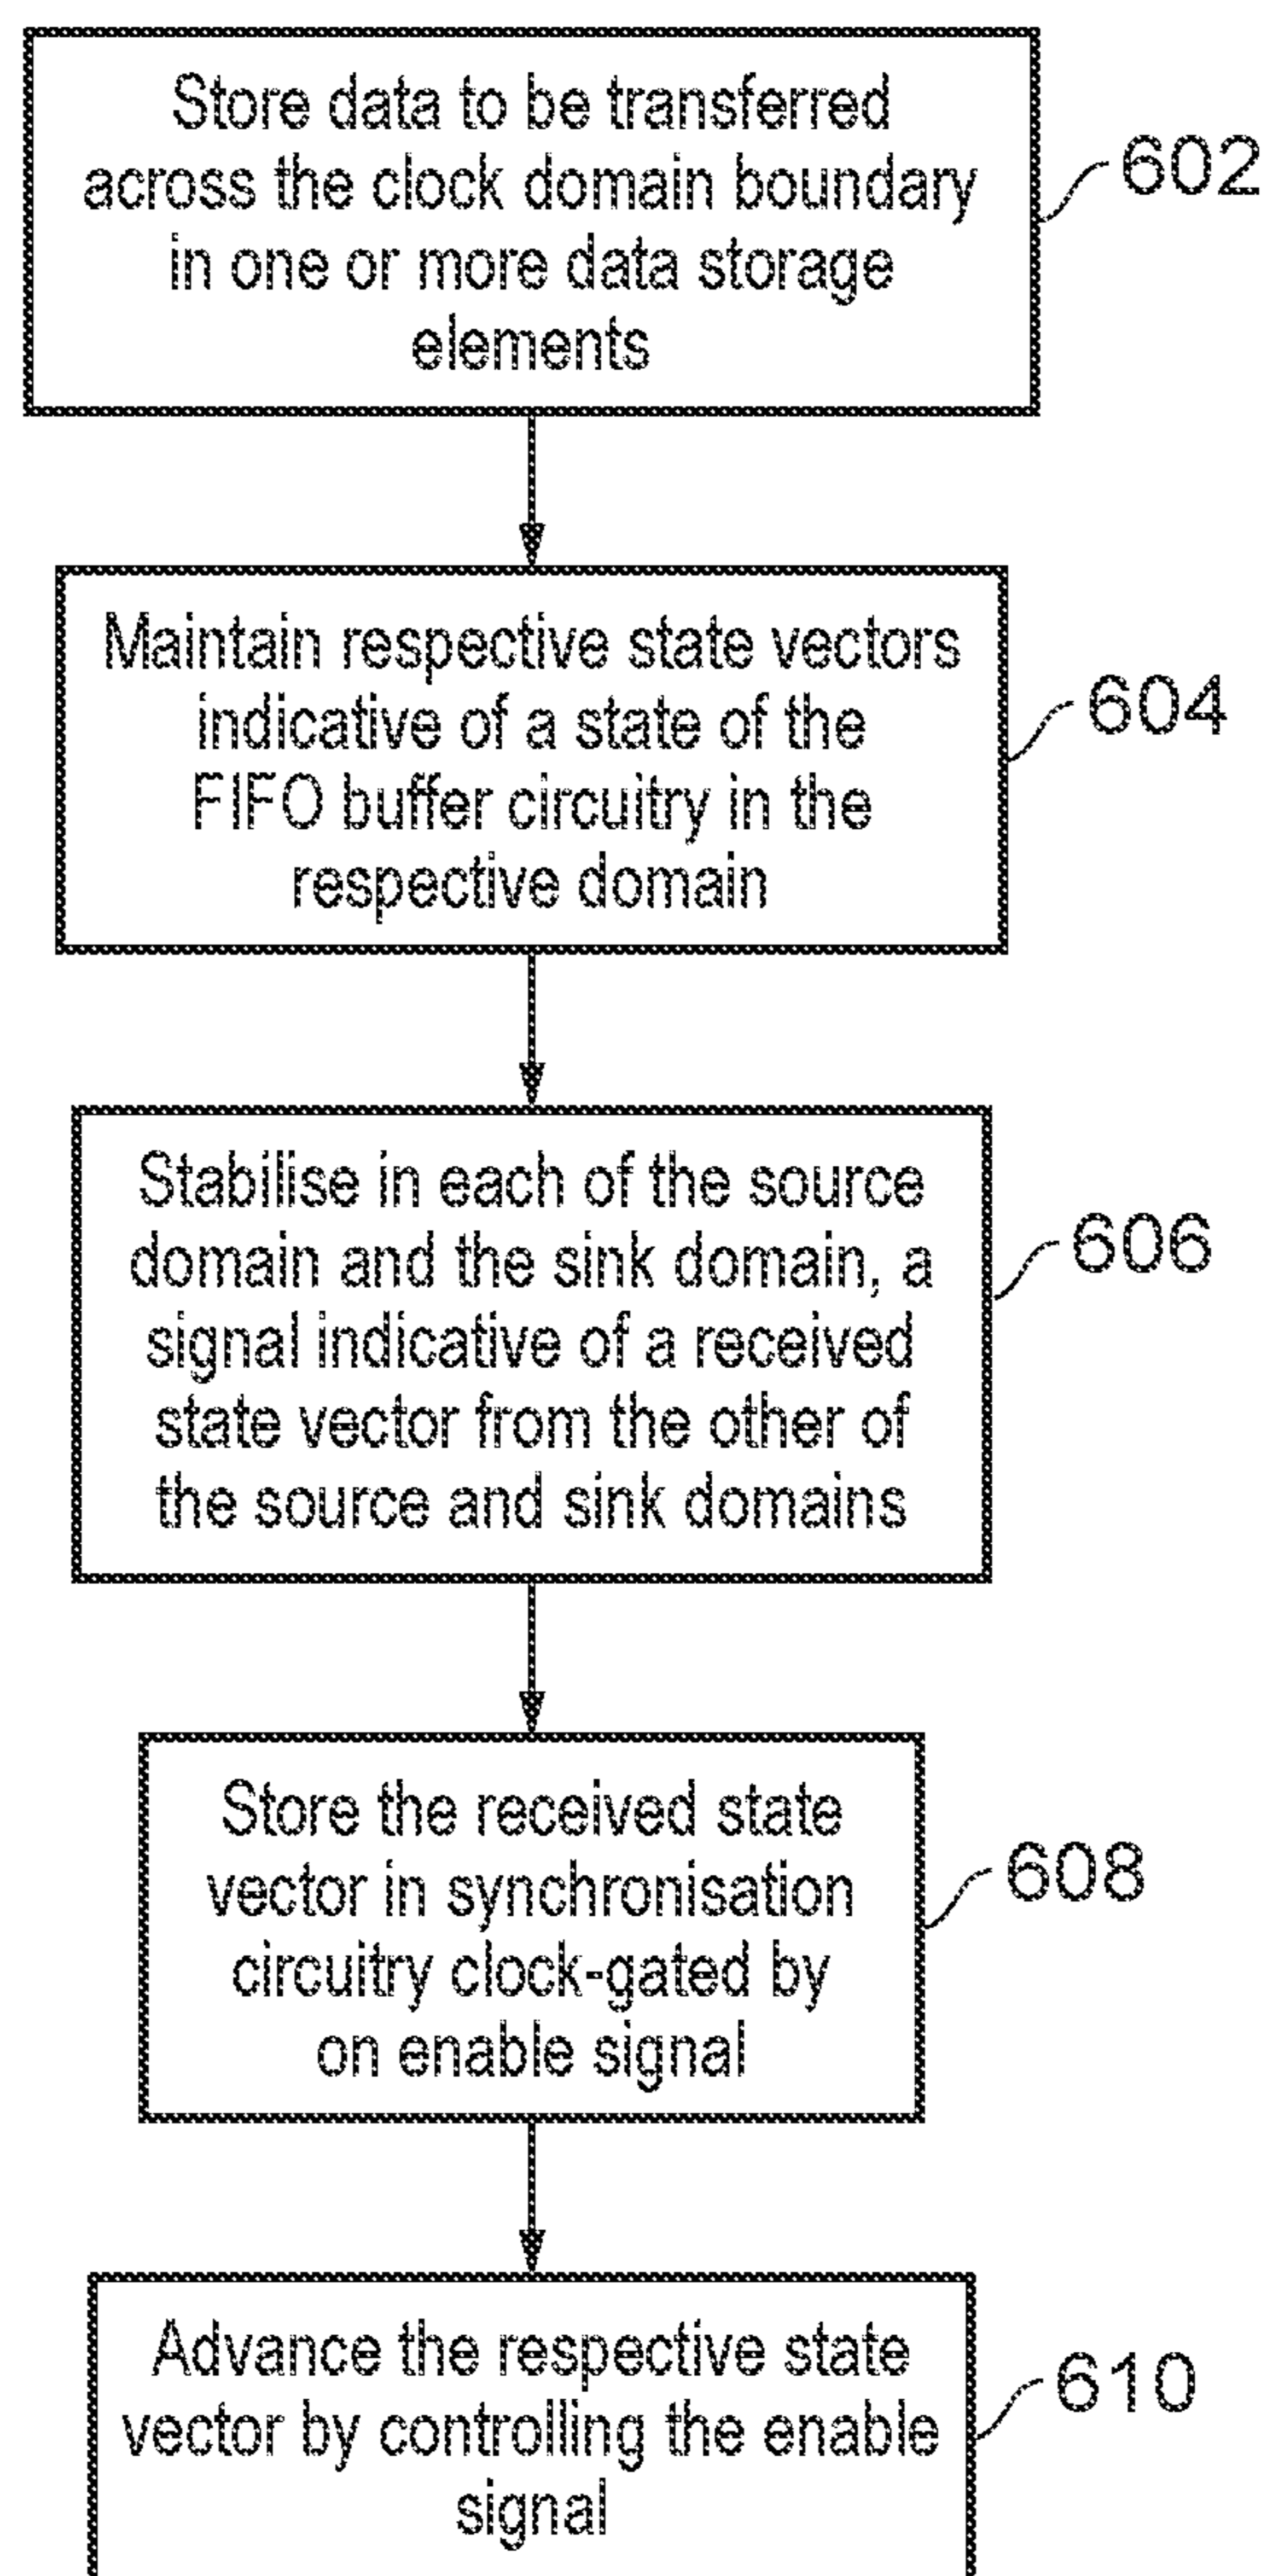 Store data to be transferred
across the clock domain boundary
in one or more data storage
elements
602
Maintain respective state vectors
indicative of a state of the
FIFO buffer circuitry in the
respective domain
604
Stabilise in each of the source
domain and the sink domain, a
signal indicative of a received
state vector from the other of
the source and sink domains
606
Store the received state
vector in synchronisation
circuitry clock-gated by
on enable signal
608
Advance the respective state
vector by controlling the enable
signal
610